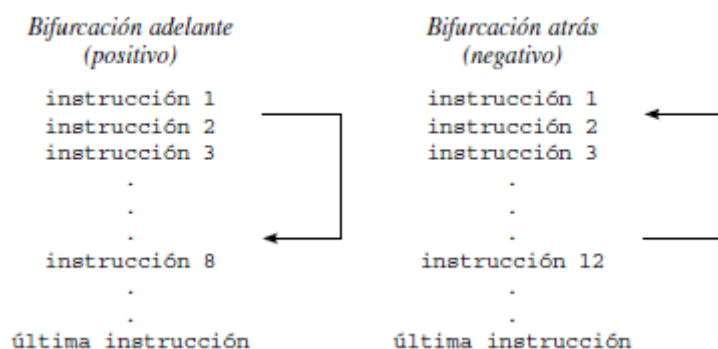 Bifurcación adelante
(positivo)
instrucción 1
instrucción 2
instrucción 3
.
.
.
instrucción 8
.
.
última instrucción
Bifurcación atrás
(negativo)
instrucción 1
instrucción 2
instrucción 3
.
.
.
instrucción 12
.
.
última instrucción